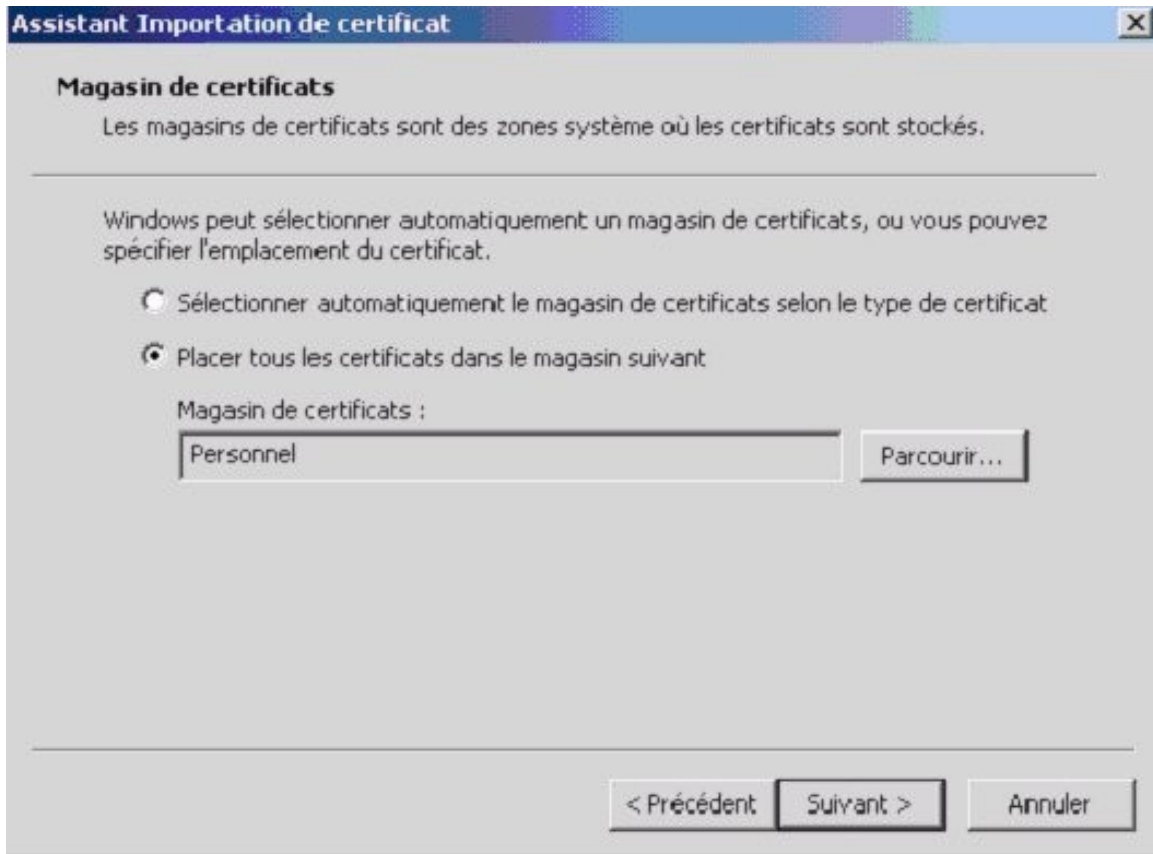 Assistant Importation de certificat
Magasin de certificats
Les magasins de certificats sont des zones système où les certificats sont stockés.
Windows peut sélectionner automatiquement un magasin de certificats, ou vous pouvez
spécifier l'emplacement du certificat.
Sélectionner automatiquement le magasin de certificats selon le type de certificat
Placer tous les certificats dans le magasin suivant
Magasin de certificats :
Personnel
Parcourir...
< Précédent
Suivant >
Annuler